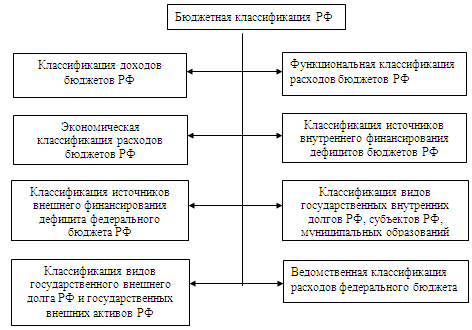 Бюджетная классификация РФ
Классификация доходов
бюджетов РФ
Функциональная классификация
расходов бюджетов РФ
Экономическая
классификация расходов
бюджетов РФ
Классификация источников
внутреннего финансирования
дефицитов бюджетов РФ
Классификация источников
внешнего финансирования
дефицита федерального
бюджета РФ
Классификация видов
государственных внутренних
долгов РФ, субъектов РФ,
муниципальных образований
Классификация видов
государственного внешнего
долга РФ и государственных
внешних активов РФ
Ведомственная классификация
расходов федерального бюджета